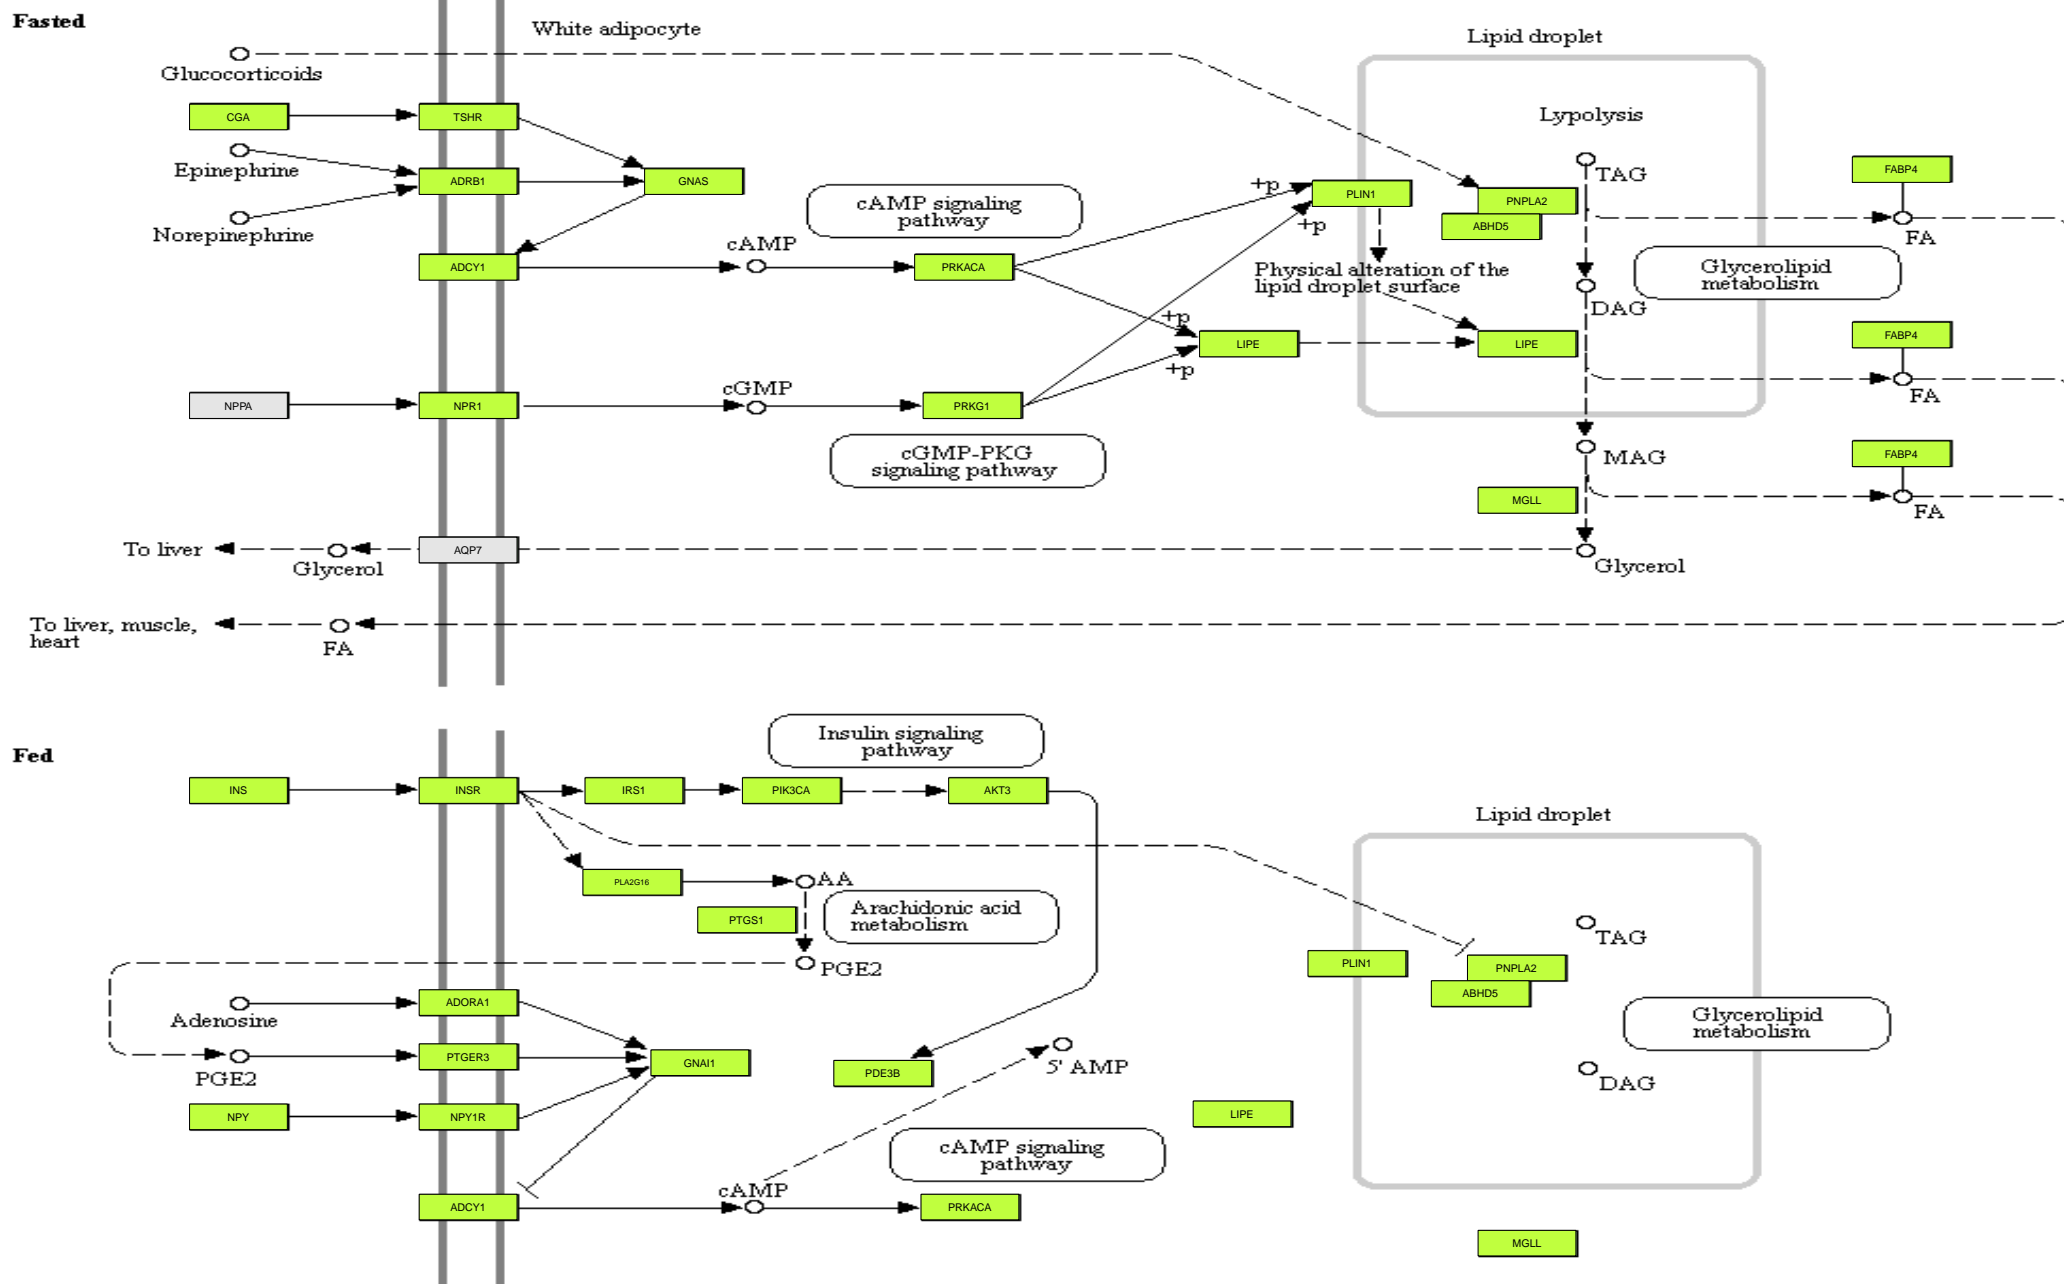 Fasted
White adipocyte
Lipid droplet
Glucocorticoids
CGA
TSHR
Lypolysis
Epinephrine
ADRB1
GNAS
cAMP signaling
pathway
+p
PLIN1
PNPLA2
ABHD5
TAG
FABP4
FA
Norepinephrine
+p
cAMP
ADCY1
PRKACA
Physical alteration of the
lipid droplet surface
Glycerolipid
metabolism
DAG
+p
LIPE
LIPE
FABP4
FA
+p
NPPA
NPR1
cGMP
PRKG1
cGMP-PKG
signaling pathway
MAG
FABP4
FA
MGLL
To liver
Glycerol
AQP7
Glycerol
To liver, muscle,
heart
FA
Fed
Insulin signaling
pathway
INS
INSR
IRS1
PIK3CA
AKT3
Lipid droplet
PLA2G16
AA
PTGS1
Arachidonic acid
metabolism
PGE2
TAG
PLIN1
PNPLA2
ABHD5
Adenosine
ADORA1
Glycerolipid
metabolism
PGE2
PTGER3
GNAI1
PDE3B
5' AMP
DAG
NPY
NPY1R
LIPE
cAMP signaling
pathway
ADCY1
cAMP
PRKACA
MGLL